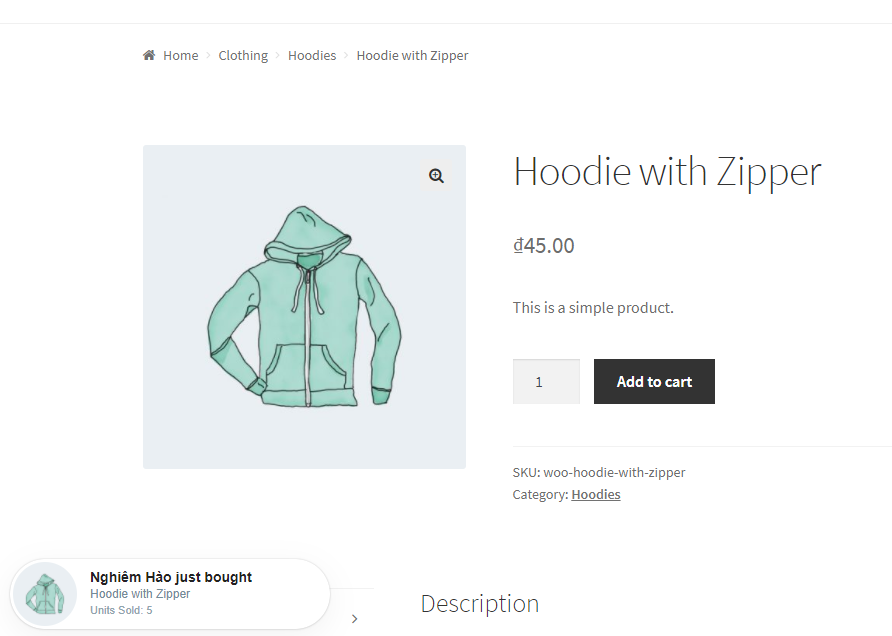 Home Clothing Hoodies Hoodie with Zipper
Hoodie with Zipper
₫45.00
This is a simple product.
1 Add to cart
SKU: woo-hoodie-with-zipper
Category: Hoodies
Nghiêm Hào just bought
Hoodie with Zipper
Units Sold: 5
Description